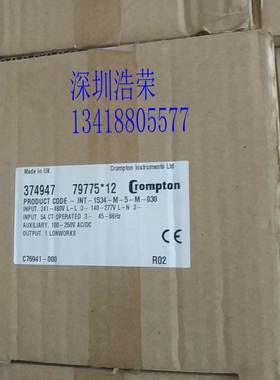 深圳浩荣
13418805577
Made in UK. Crompton Instruments Ltd
374947 79775*12 Crompton
PRODUCT CODE - INT-1534-M-5-M-030
INPUT. 241-480V L-L 3~ 140-277V L-N 3~
INPUT. 5A CT OPERATED 3~ 45-66Hz
AUXILIARY. 100-250V AC/DC
OUTPUT 1 LONWORKS
CE
C76941-000 R02